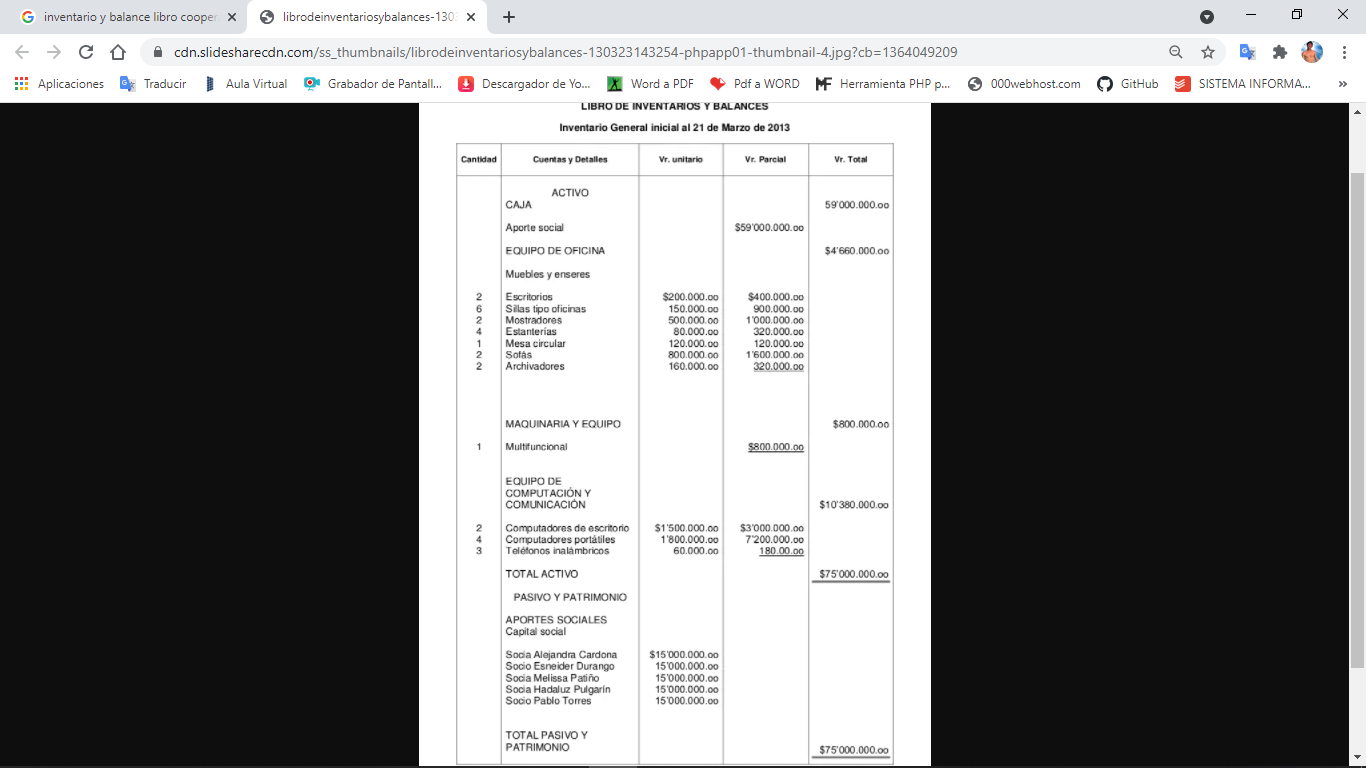 inventario y balance libro cooper
librodeinventariosybalances-130
cdn.slidesharecdn.com/ss_thumbnails/librodeinventariosybalances-130323143254-phpapp01-thumbnail-4.jpg?cb=1364049209
Aplicaciones Traducir Aula Virtual Grabador de Pantall... Descargador de Yo... Word a PDF Pdf a WORD Herramienta PHP p... 000webhost.com GitHub SISTEMA INFORMA... »
LIBRO DE INVENTARIOS Y BALANCES
Inventario General inicial al 21 de Marzo de 2013
Cantidad Cuentas y Detalles Vr. unitario Vr. Parcial Vr. Total
ACTIVO
CAJA 59'000.000.oo
Aporte social $59'000.000.oo
EQUIPO DE OFICINA $4'660.000.oo
Muebles y enseres
2 Escritorios $200.000.oo $400.000.oo
6 Sillas tipo oficinas 150.000.oo 900.000.oo
2 Mostradores 500.000.oo 1'000.000.oo
4 Estanterías 80.000.oo 320.000.oo
1 Mesa circular 120.000.oo 120.000.oo
2 Sofás 800.000.oo 1'600.000.oo
2 Archivadores 160.000.oo 320.000.oo
MAQUINARIA Y EQUIPO $800.000.oo
1 Multifuncional $800.000.oo
EQUIPO DE
COMPUTACIÓN Y
COMUNICACIÓN $10'380.000.oo
2 Computadores de escritorio $1'500.000.oo $3'000.000.oo
4 Computadores portátiles 1'800.000.oo 7'200.000.oo
3 Teléfonos inalámbricos 60.000.oo 180.00.oo
TOTAL ACTIVO $75'000.000.oo
PASIVO Y PATRIMONIO
APORTES SOCIALES
Capital social
Socia Alejandra Cardona $15'000.000.oo
Socio Esneider Durango 15'000.000.oo
Socia Melissa Patiño 15'000.000.oo
Socia Hadaluz Pulgarín 15'000.000.oo
Socio Pablo Torres 15'000.000.oo
TOTAL PASIVO Y
PATRIMONIO $75'000.000.oo